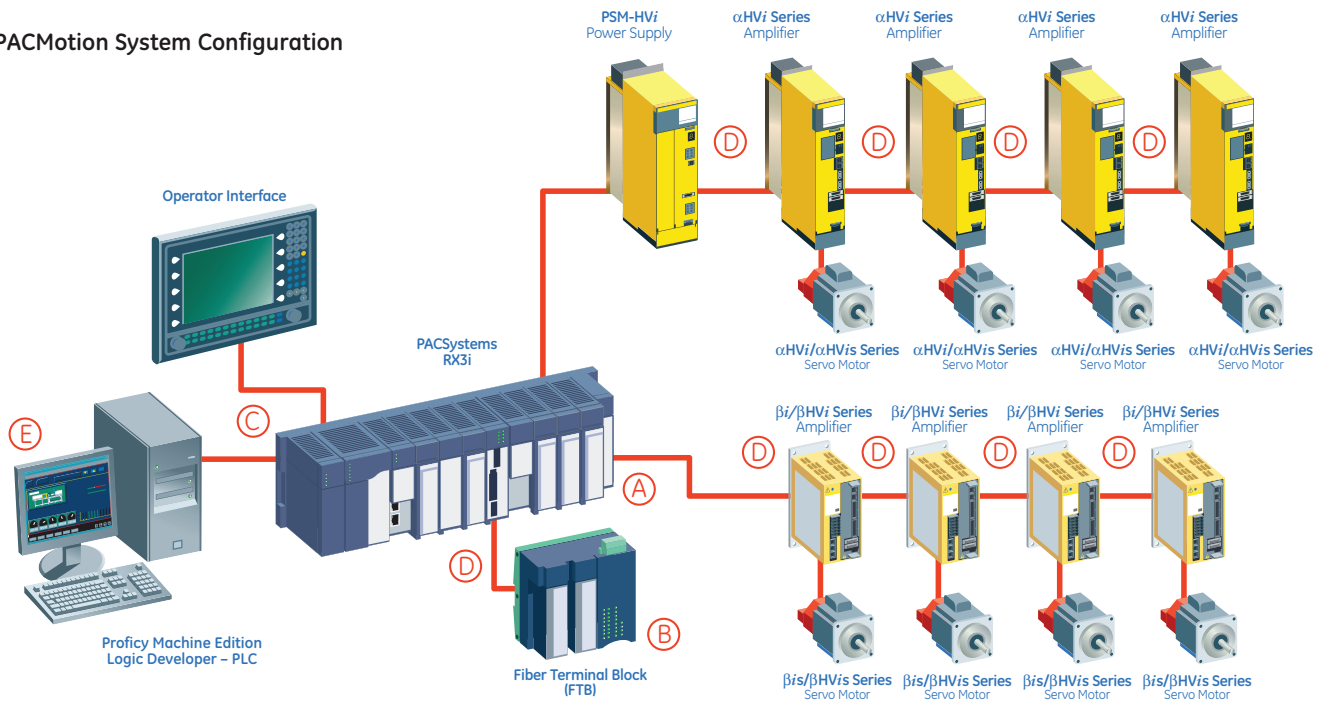 PACMotion System Configuration
PSM-HVi
Power Supply
αHVi Series
Amplifier
αHVi Series
Amplifier
αHVi Series
Amplifier
αHVi Series
Amplifier
D
D
D
D
Operator Interface
αHVi/αHVis Series
Servo Motor
αHVi/αHVis Series
Servo Motor
αHVi/αHVis Series
Servo Motor
αHVi/αHVis Series
Servo Motor
PACSystems
RX3i
C
E
A
βi/βHVi Series
Amplifier
βi/βHVi Series
Amplifier
βi/βHVi Series
Amplifier
βi/βHVi Series
Amplifier
D
D
D
D
D
B
Proficy Machine Edition
Logic Developer – PLC
Fiber Terminal Block
(FTB)
βis/βHVis Series
Servo Motor
βis/βHVis Series
Servo Motor
βis/βHVis Series
Servo Motor
βis/βHVis Series
Servo Motor